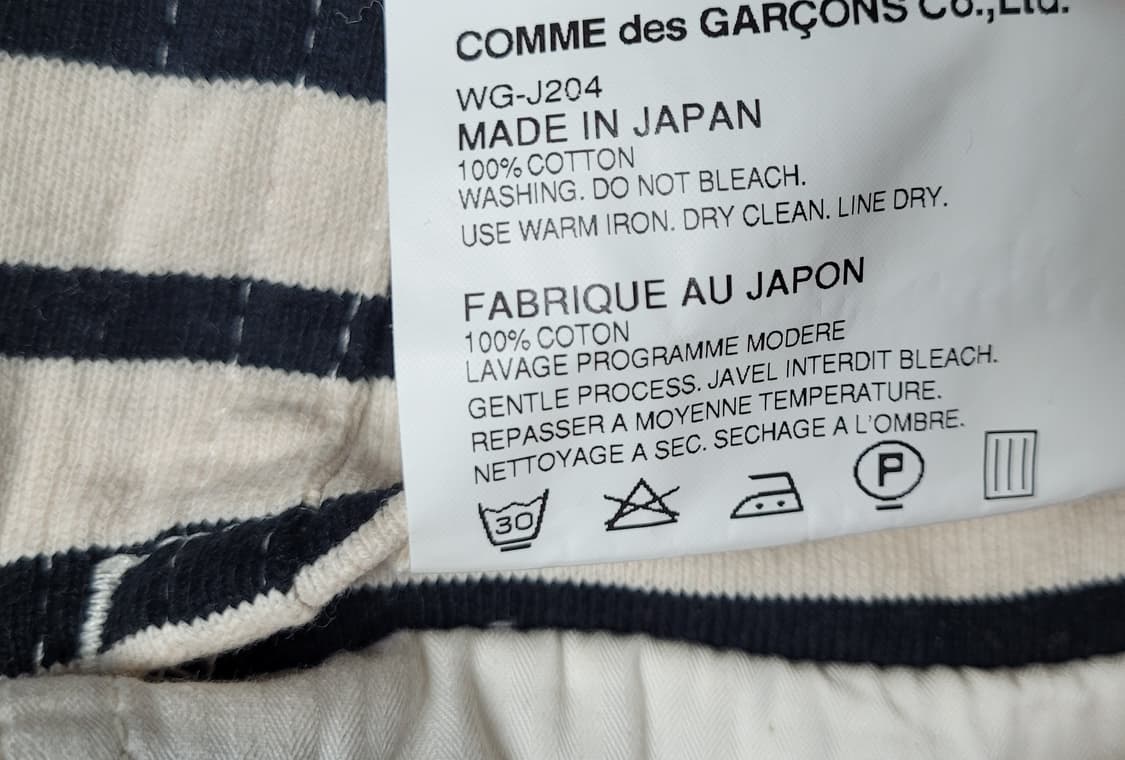 COMME des GARÇONS Co.,Ltd.
WG-J204
MADE IN JAPAN
100% COTTON
WASHING. DO NOT BLEACH.
USE WARM IRON. DRY CLEAN. LINE DRY.
FABRIQUE AU JAPON
100% COTON
LAVAGE PROGRAMME MODERE
GENTLE PROCESS. JAVEL INTERDIT BLEACH.
REPASSER A MOYENNE TEMPERATURE.
NETTOYAGE A SEC. SECHAGE A L'OMBRE.
30 P